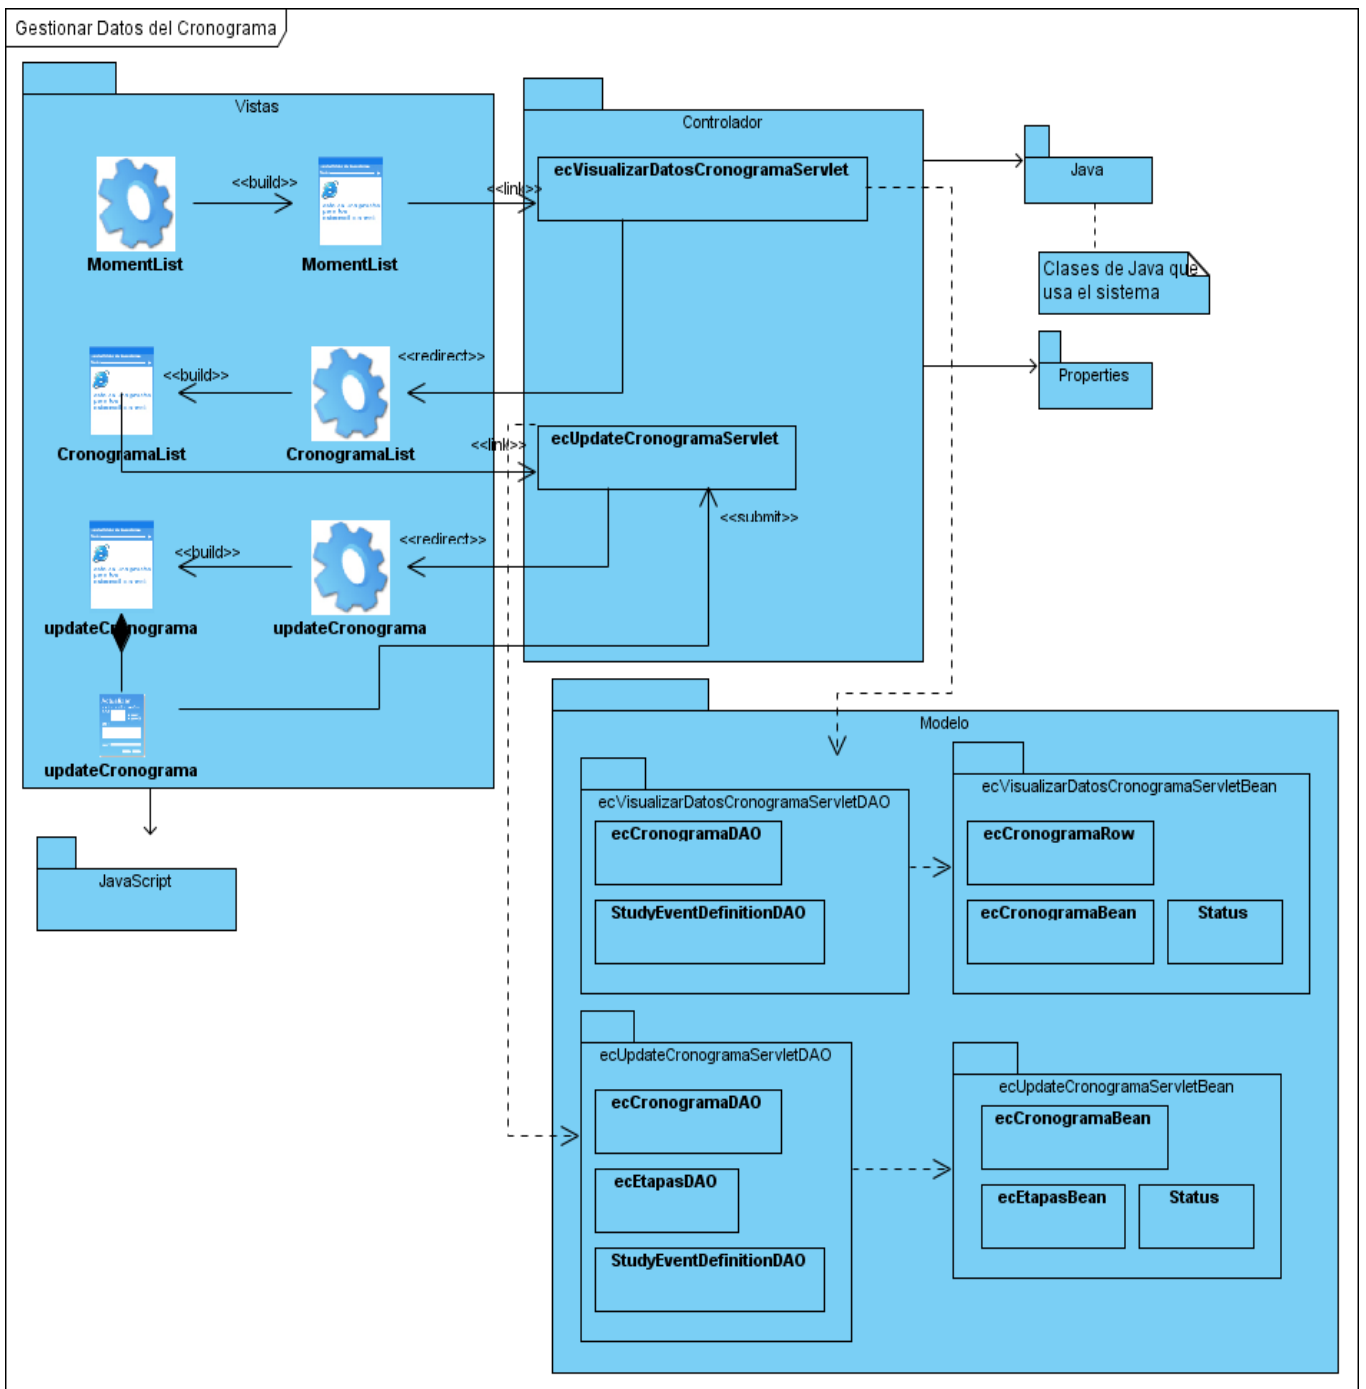 Gestionar Datos del Cronograma
Vistas
<<build>>
MomentList
MomentList
<<link>>
<<build>>
<<redirect>>
CronogramaList
CronogramaList
<<link>>
<<build>>
<<redirect>>
updateCronograma
updateCronograma
updateCronograma
Controlador
ecVisualizarDatosCronogramaServlet
ecUpdateCronogramaServlet
<<submit>>
Java
Clases de Java que
usa el sistema
Properties
JavaScript
Modelo
ecVisualizarDatosCronogramaServletDAO
ecCronogramaDAO
StudyEventDefinitionDAO
ecVisualizarDatosCronogramaServletBean
ecCronogramaRow
ecCronogramaBean
Status
ecUpdateCronogramaServletDAO
ecCronogramaDAO
ecEtapasDAO
StudyEventDefinitionDAO
ecUpdateCronogramaServletBean
ecCronogramaBean
ecEtapasBean
Status